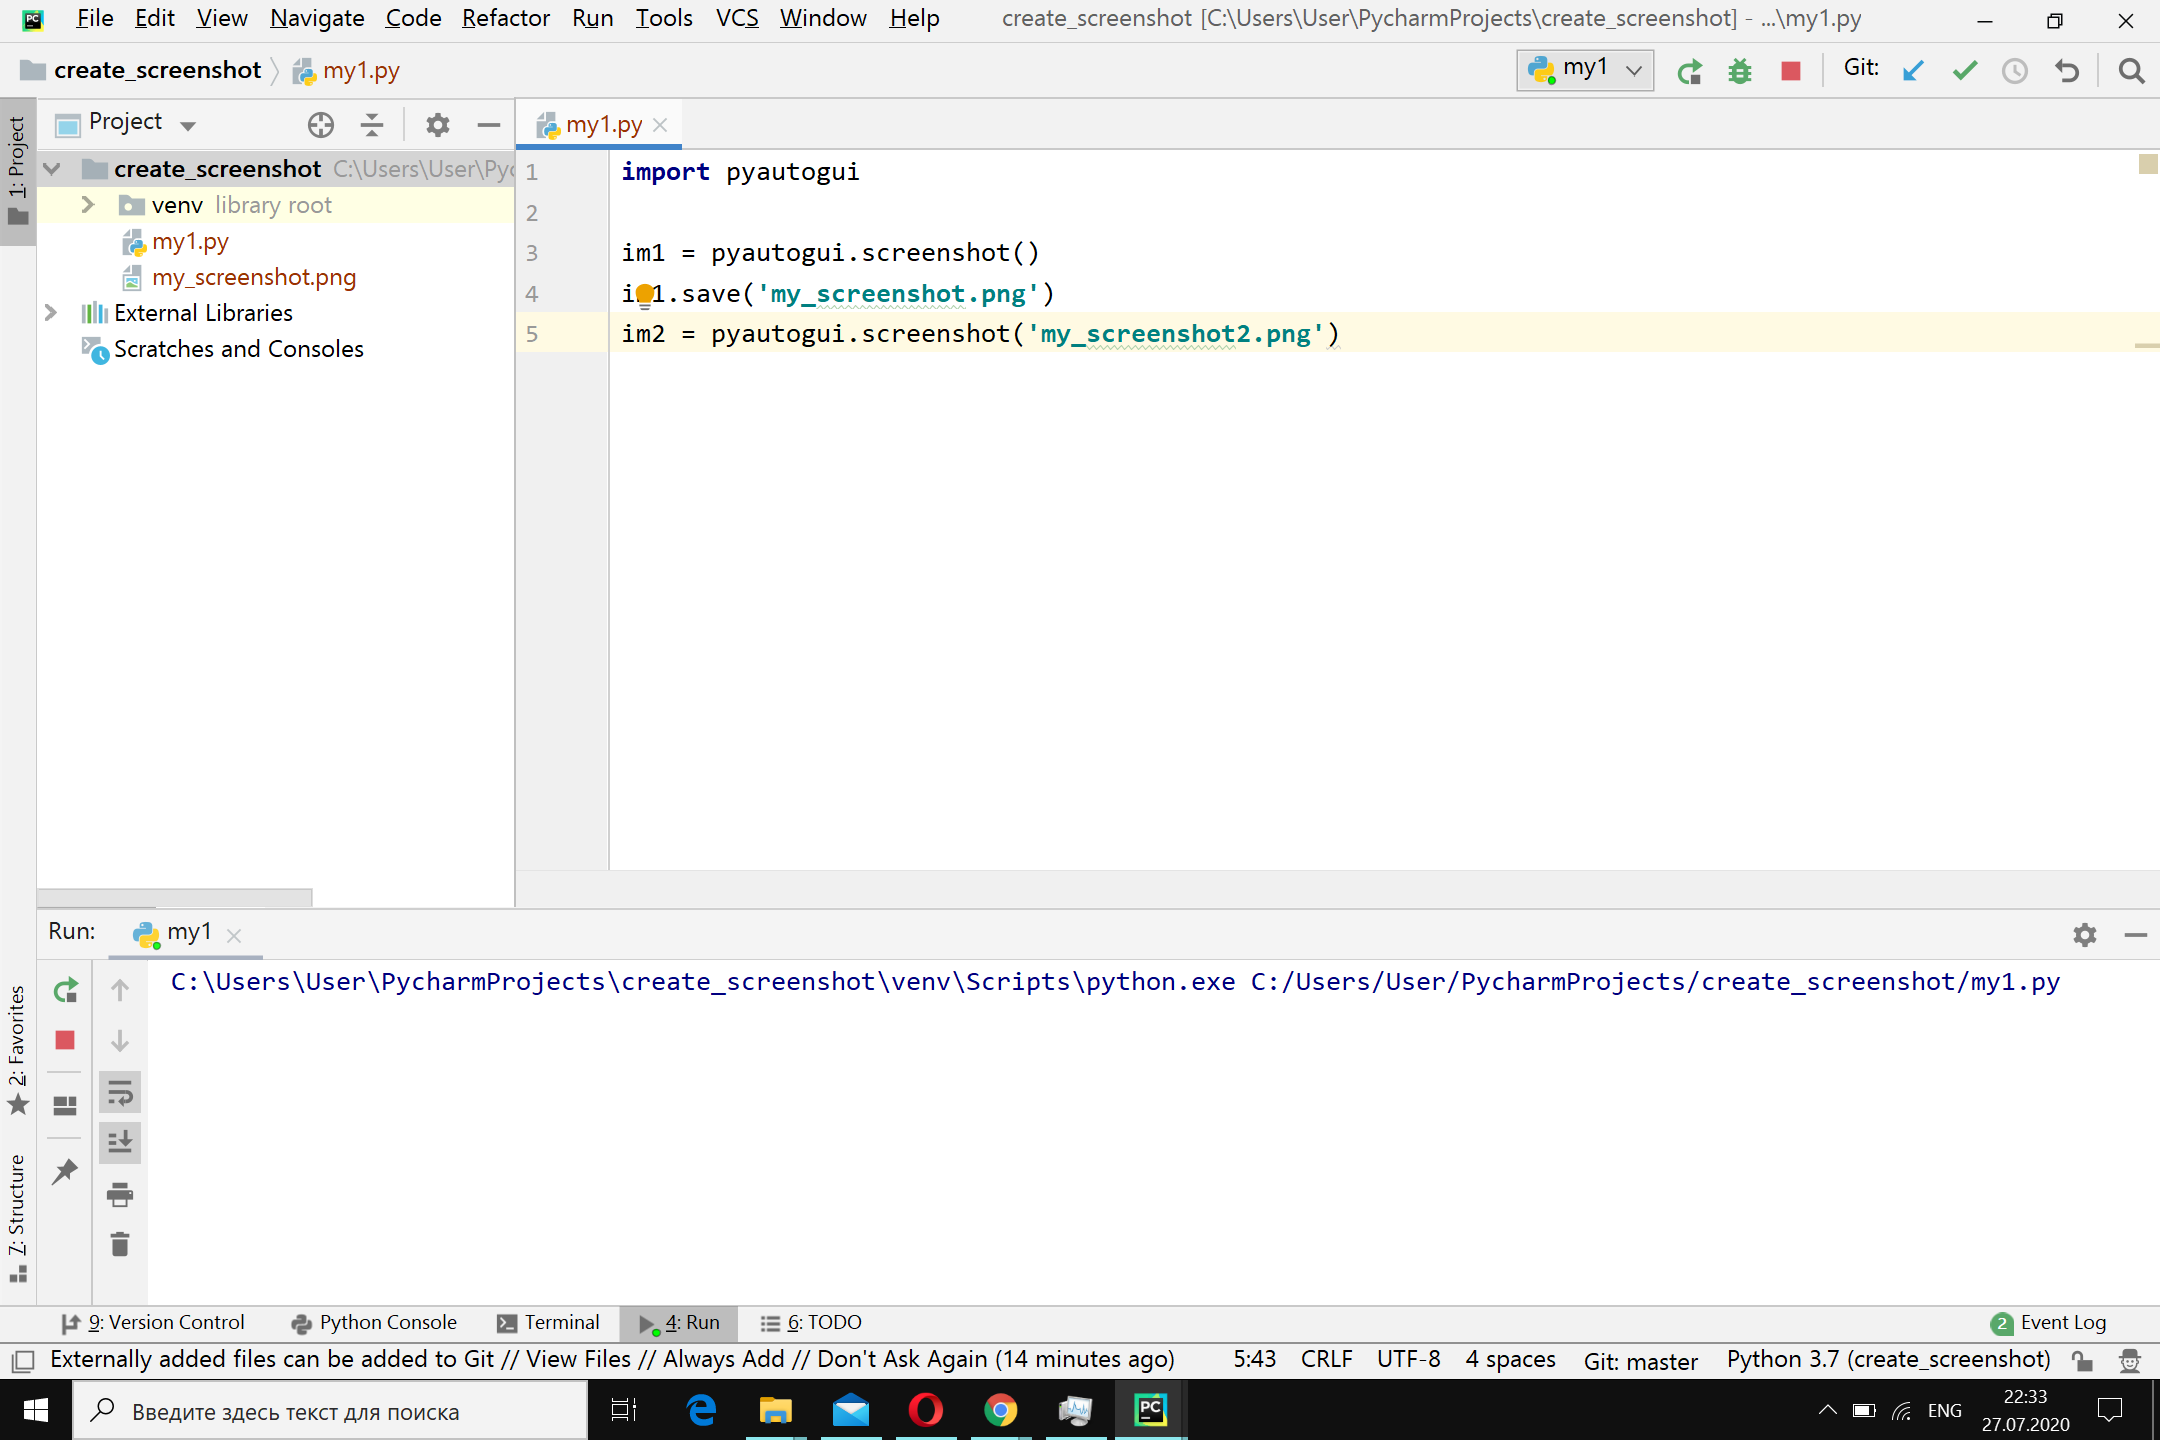 File Edit View Navigate Code Refactor Run Tools VCS Window Help create_screenshot [C:\Users\User\PycharmProjects\create_screenshot] - ...\my1.py
create_screenshot my1.py
my1
Git:
1: Project
Project
my1.py
create_screenshot C:\Users\User\Pyc
venv library root
my1.py
my_screenshot.png
External Libraries
Scratches and Consoles
1 import pyautogui
2
3 im1 = pyautogui.screenshot()
4 im1.save('my_screenshot.png')
5 im2 = pyautogui.screenshot('my_screenshot2.png')
Run: my1
C:\Users\User\PycharmProjects\create_screenshot\venv\Scripts\python.exe C:/Users/User/PycharmProjects/create_screenshot/my1.py
2: Favorites
7: Structure
9: Version Control Python Console Terminal 4: Run 6: TODO 2 Event Log
Externally added files can be added to Git // View Files // Always Add // Don't Ask Again (14 minutes ago) 5:43 CRLF UTF-8 4 spaces Git: master Python 3.7 (create_screenshot)
Введите здесь текст для поиска
PC
ENG
22:33
27.07.2020